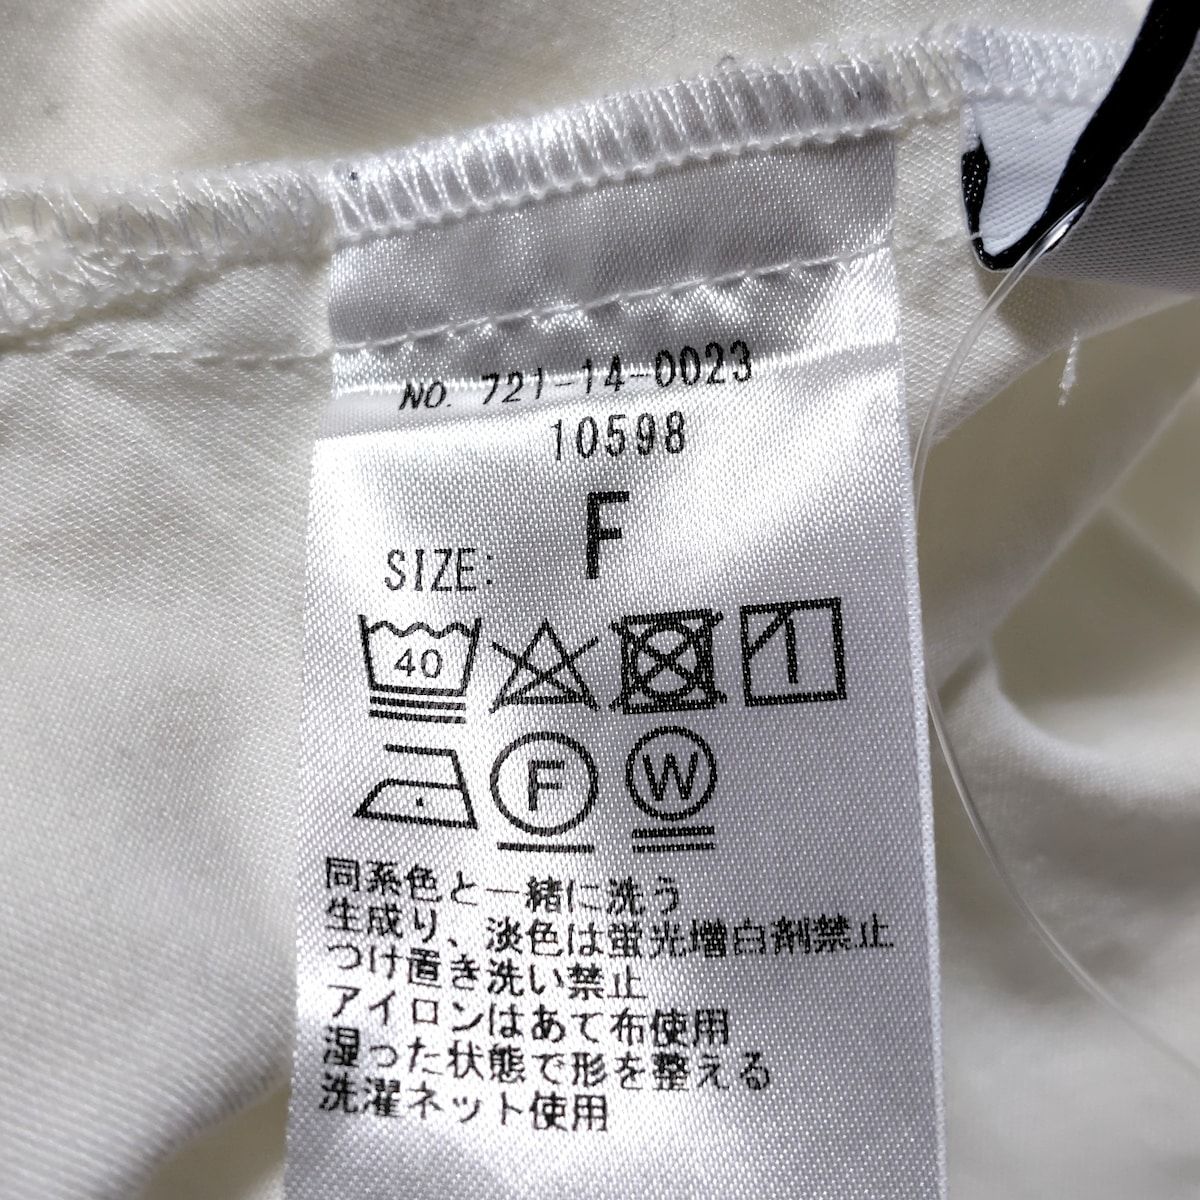 NO. 721-14-0023
10598
SIZE: F
40
F W
同系色と一緒に洗う
生成り、淡色は蛍光増白剤禁止
つけ置き洗い禁止
アイロンはあて布使用
湿った状態で形を整える
洗濯ネット使用